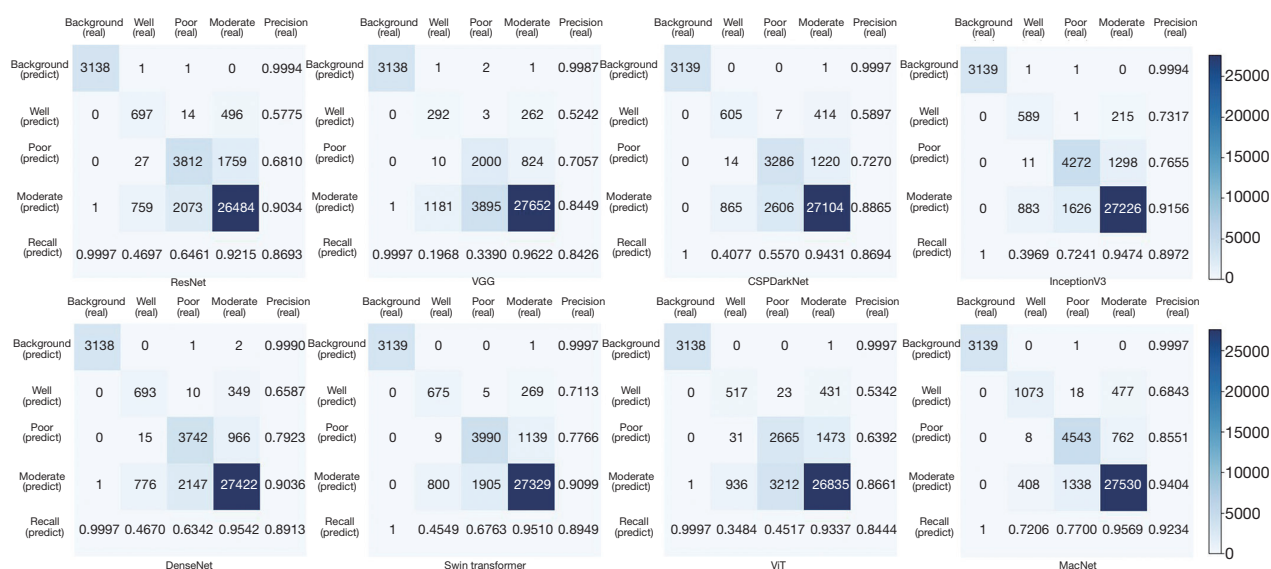 Background Well Poor Moderate Precision
(real) (real) (real) (real) (real)
Background (predict) 3138 1 1 0 0.9994
Well (predict) 0 697 14 496 0.5775
Poor (predict) 0 27 3812 1759 0.6810
Moderate (predict) 1 759 2073 26484 0.9034
Recall (predict) 0.9997 0.4697 0.6461 0.9215 0.8693
ResNet
Background Well Poor Moderate Precision
(real) (real) (real) (real) (real)
Background (predict) 3138 1 2 1 0.9987
Well (predict) 0 292 3 262 0.5242
Poor (predict) 0 10 2000 824 0.7057
Moderate (predict) 1 1181 3895 27652 0.8449
Recall (predict) 0.9997 0.1968 0.3390 0.9622 0.8426
VGG
Background Well Poor Moderate Precision
(real) (real) (real) (real) (real)
Background (predict) 3139 0 0 1 0.9997
Well (predict) 0 605 7 414 0.5897
Poor (predict) 0 14 3286 1220 0.7270
Moderate (predict) 0 865 2606 27104 0.8865
Recall (predict) 1 0.4077 0.5570 0.9431 0.8694
CSPDarkNet
Background Well Poor Moderate Precision
(real) (real) (real) (real) (real)
Background (predict) 3139 1 1 0 0.9994
Well (predict) 0 589 1 215 0.7317
Poor (predict) 0 11 4272 1298 0.7655
Moderate (predict) 0 883 1626 27226 0.9156
Recall (predict) 1 0.3969 0.7241 0.9474 0.8972
InceptionV3
25000
20000
15000
10000
5000
0
Background Well Poor Moderate Precision
(real) (real) (real) (real) (real)
Background (predict) 3138 0 1 2 0.9990
Well (predict) 0 693 10 349 0.6587
Poor (predict) 0 15 3742 966 0.7923
Moderate (predict) 1 776 2147 27422 0.9036
Recall (predict) 0.9997 0.4670 0.6342 0.9542 0.8913
DenseNet
Background Well Poor Moderate Precision
(real) (real) (real) (real) (real)
Background (predict) 3139 0 0 1 0.9997
Well (predict) 0 675 5 269 0.7113
Poor (predict) 0 9 3990 1139 0.7766
Moderate (predict) 0 800 1905 27329 0.9099
Recall (predict) 1 0.4549 0.6763 0.9510 0.8949
Swin transformer
Background Well Poor Moderate Precision
(real) (real) (real) (real) (real)
Background (predict) 3138 0 0 1 0.9997
Well (predict) 0 517 23 431 0.5342
Poor (predict) 0 31 2665 1473 0.6392
Moderate (predict) 1 936 3212 26835 0.8661
Recall (predict) 0.9997 0.3484 0.4517 0.9337 0.8444
ViT
Background Well Poor Moderate Precision
(real) (real) (real) (real) (real)
Background (predict) 3139 0 1 0 0.9997
Well (predict) 0 1073 18 477 0.6843
Poor (predict) 0 8 4543 762 0.8551
Moderate (predict) 0 408 1338 27530 0.9404
Recall (predict) 1 0.7206 0.7700 0.9569 0.9234
MacNet
25000
20000
15000
10000
5000
0